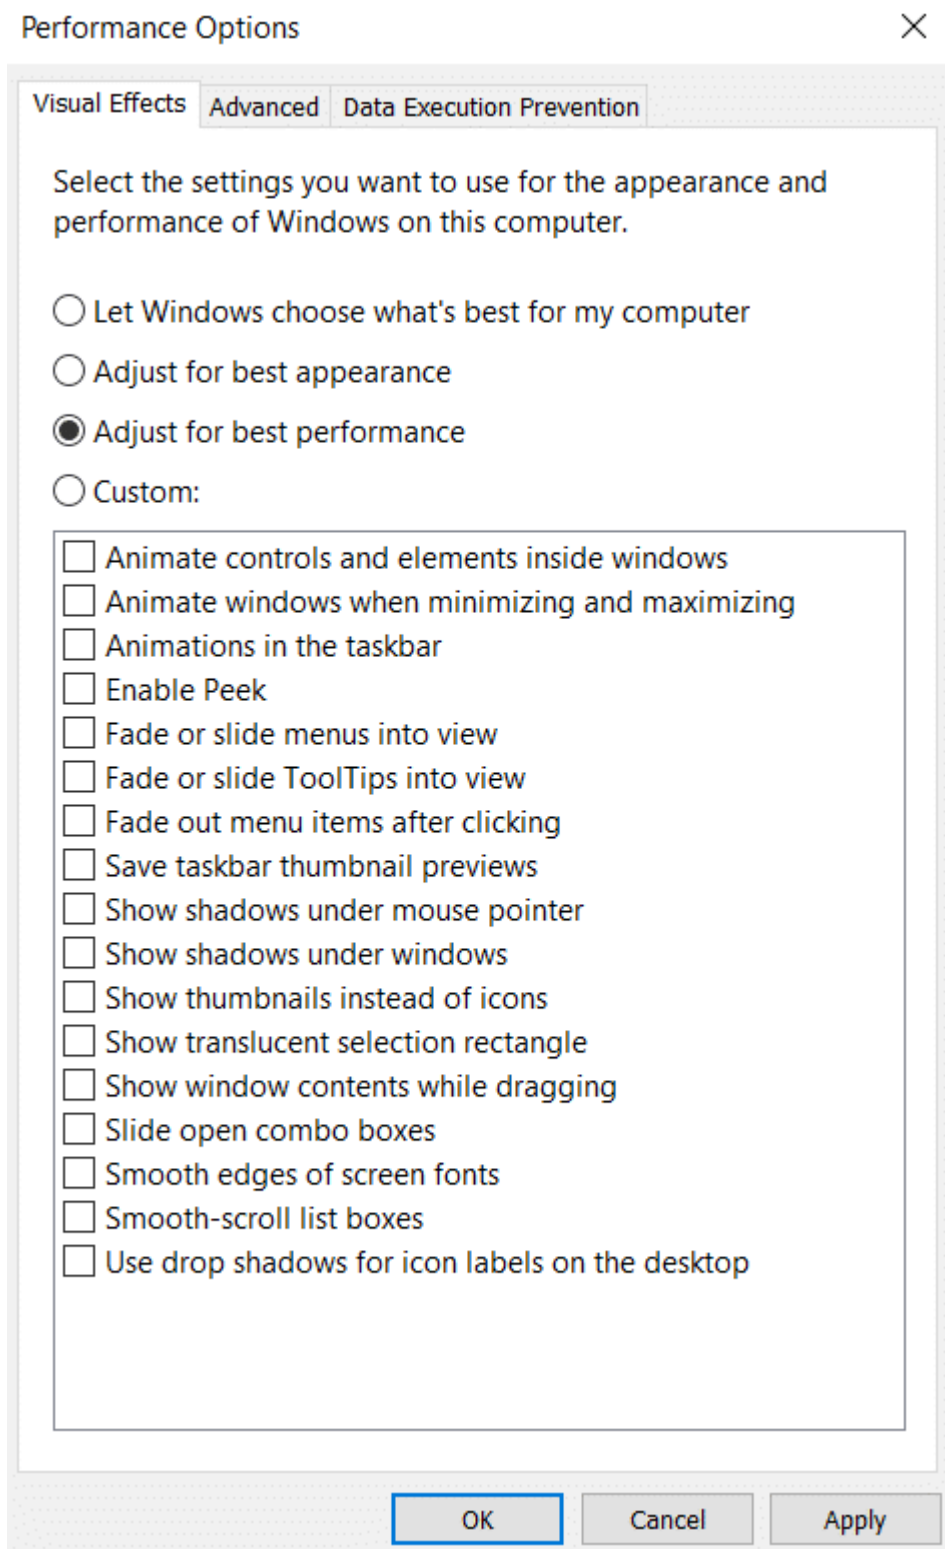 Performance Options
Visual Effects
Advanced
Data Execution Prevention
Select the settings you want to use for the appearance and
performance of Windows on this computer.
Let Windows choose what's best for my computer
Adjust for best appearance
Adjust for best performance
Custom:
Animate controls and elements inside windows
Animate windows when minimizing and maximizing
Animations in the taskbar
Enable Peek
Fade or slide menus into view
Fade or slide ToolTips into view
Fade out menu items after clicking
Save taskbar thumbnail previews
Show shadows under mouse pointer
Show shadows under windows
Show thumbnails instead of icons
Show translucent selection rectangle
Show window contents while dragging
Slide open combo boxes
Smooth edges of screen fonts
Smooth-scroll list boxes
Use drop shadows for icon labels on the desktop
OK
Cancel
Apply